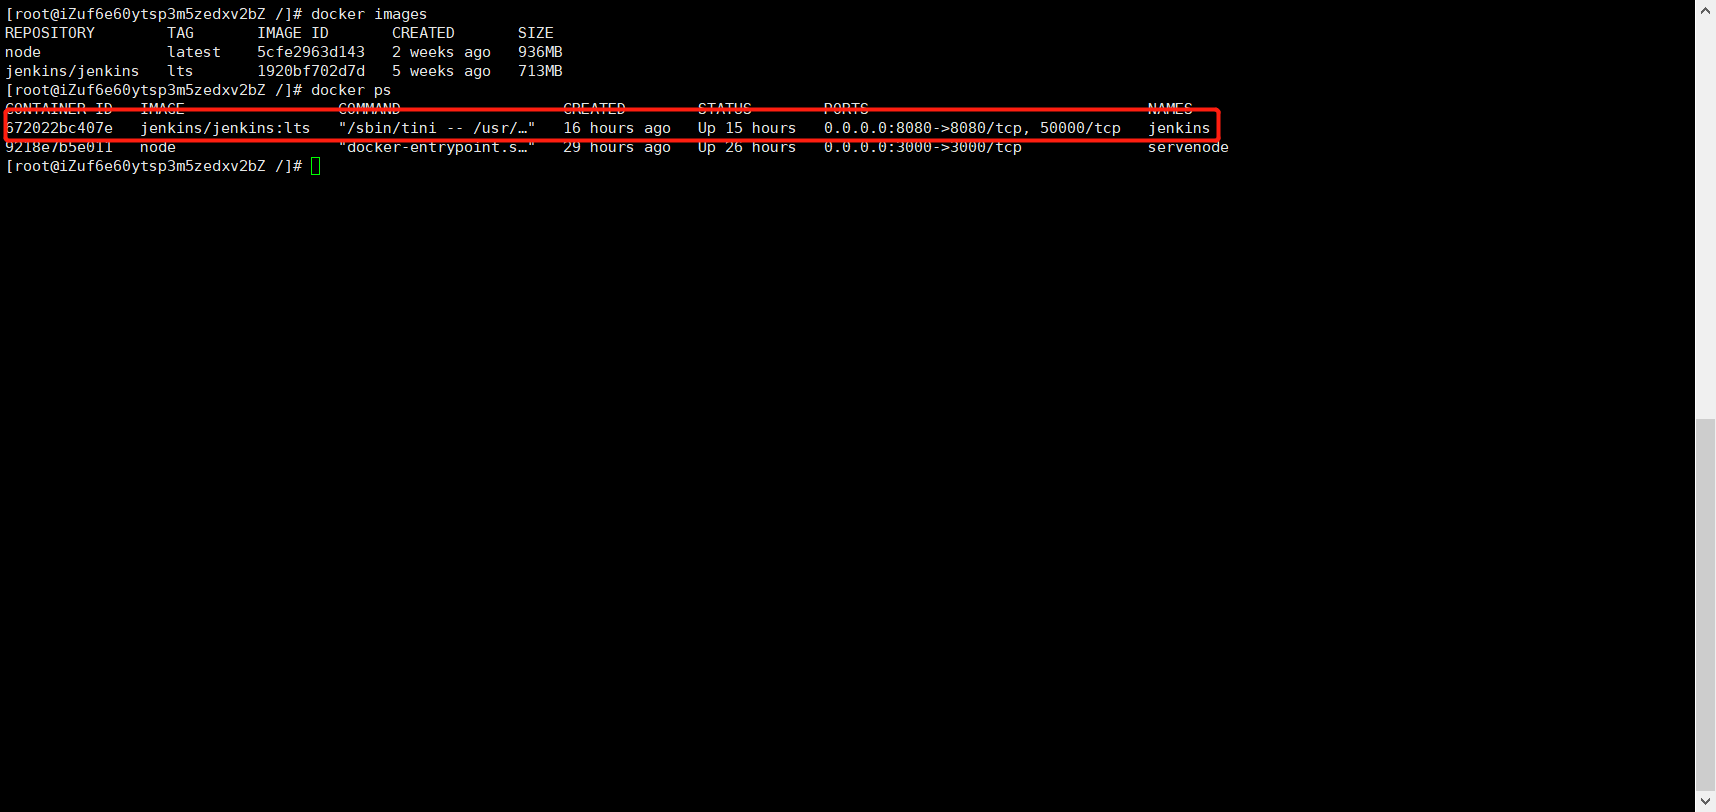 [root@iZuf6e60ytsp3m5zedxv2bZ /]# docker images
REPOSITORY        TAG       IMAGE ID       CREATED       SIZE
node              latest    5cfe2963d143   2 weeks ago   936MB
jenkins/jenkins   lts       1920bf702d7d   5 weeks ago   713MB
[root@iZuf6e60ytsp3m5zedxv2bZ /]# docker ps
CONTAINER ID   IMAGE                 COMMAND                  CREATED        STATUS        PORTS                               NAMES
672022bc407e   jenkins/jenkins:lts   "/sbin/tini -- /usr/…"   16 hours ago   Up 15 hours   0.0.0.0:8080->8080/tcp, 50000/tcp   jenkins
9218e7b5e011   node                  "docker-entrypoint.s…"   29 hours ago   Up 26 hours   0.0.0.0:3000->3000/tcp              servenode
[root@iZuf6e60ytsp3m5zedxv2bZ /]#